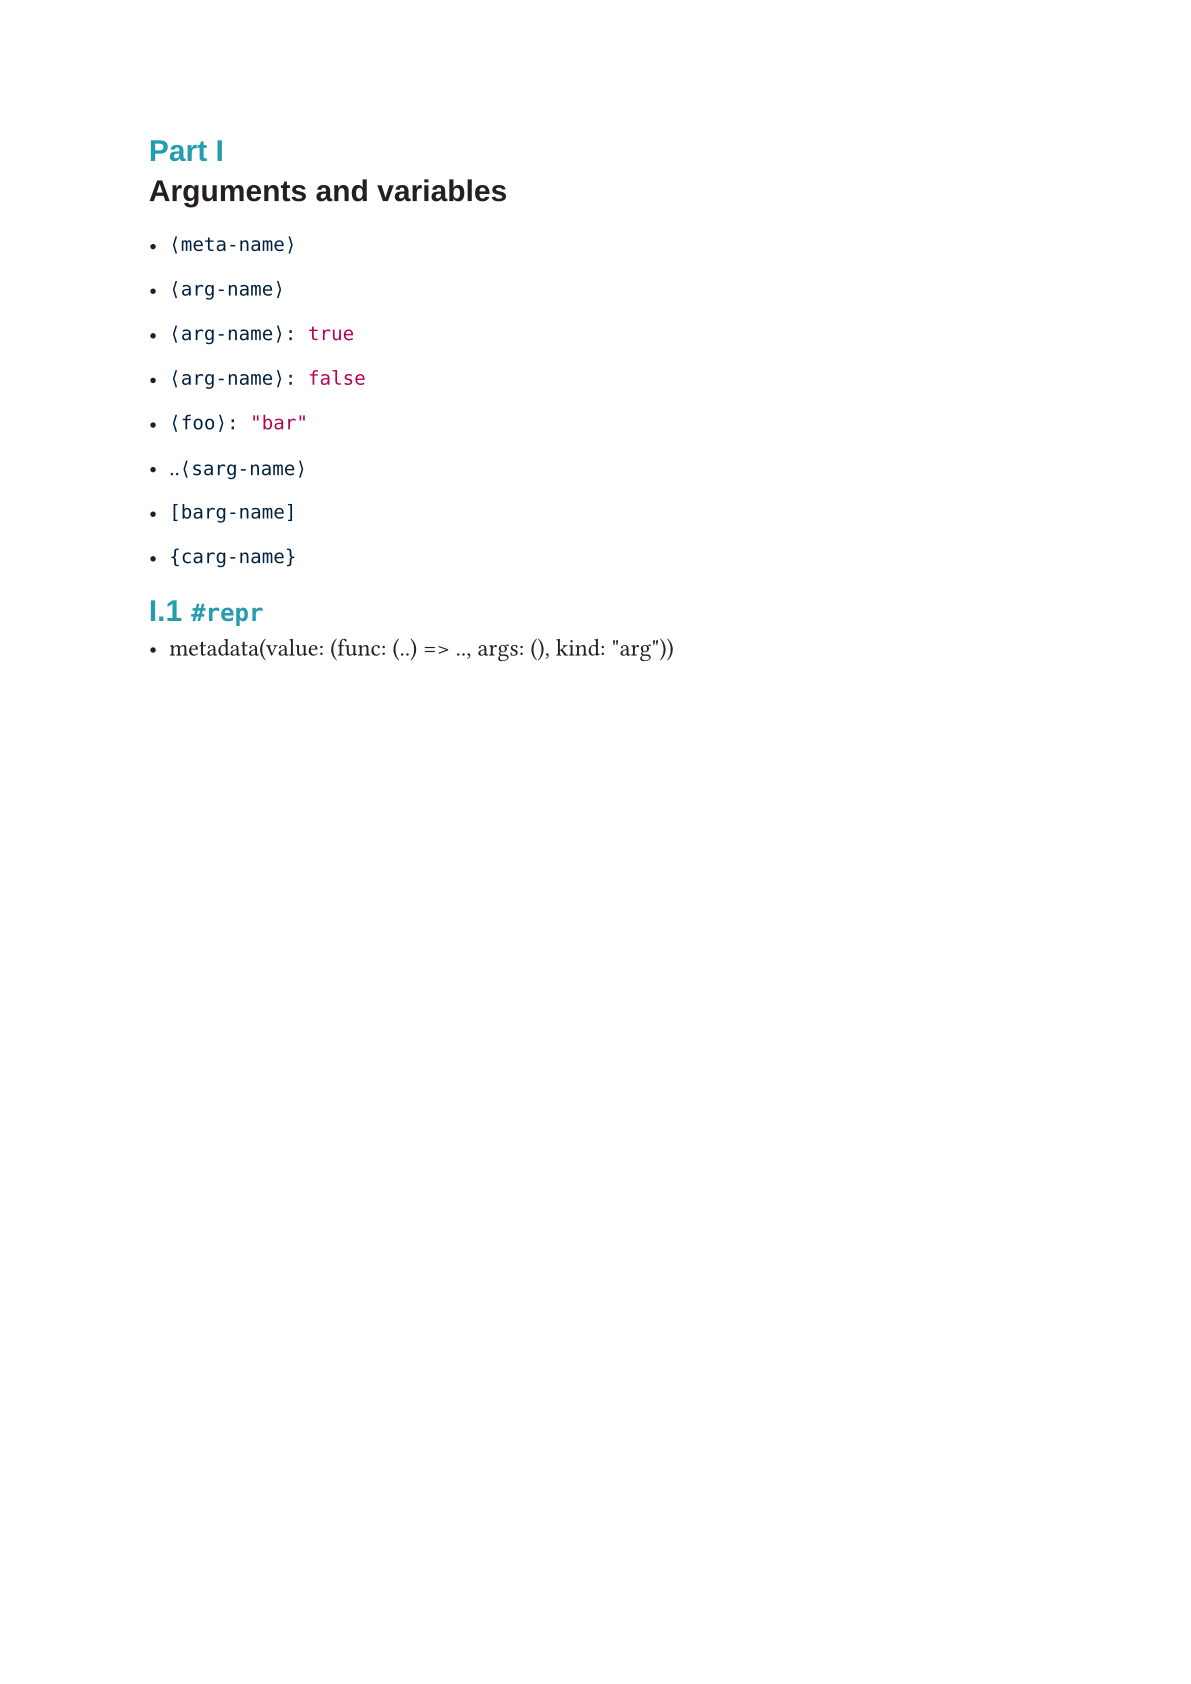 Part I
Arguments and variables
• ⟨meta-name⟩
• ⟨arg-name⟩
• ⟨arg-name⟩: true
• ⟨arg-name⟩: false
• ⟨foo⟩: "bar"
• ..⟨sarg-name⟩
• [barg-name]
• {carg-name}
I.1 #repr
• metadata(value: (func: (..) => .., args: (), kind: "arg"))